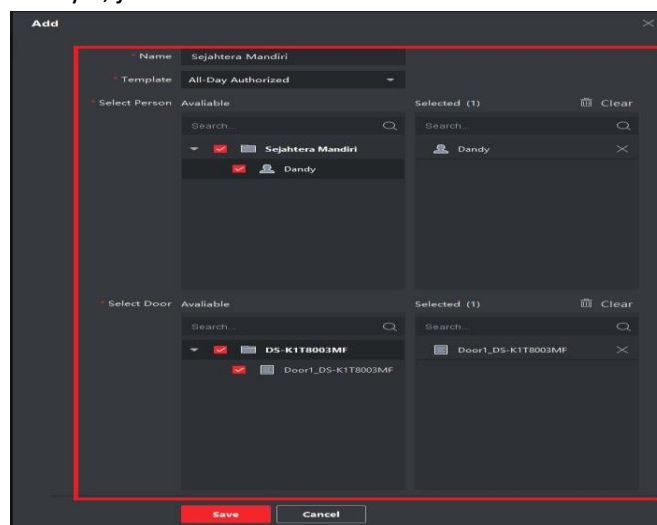 Add
* Name Sejahtera Mandiri
* Template All-Day Authorized
* Select Person Avaliable Selected (1) Clear
Search... Search...
Sejahtera Mandiri Dandy
Dandy
* Select Door Avaliable Selected (1) Clear
Search... Search...
DS-K1T8003MF Door1_DS-K1T8003MF
Door1_DS-K1T8003MF
Save Cancel